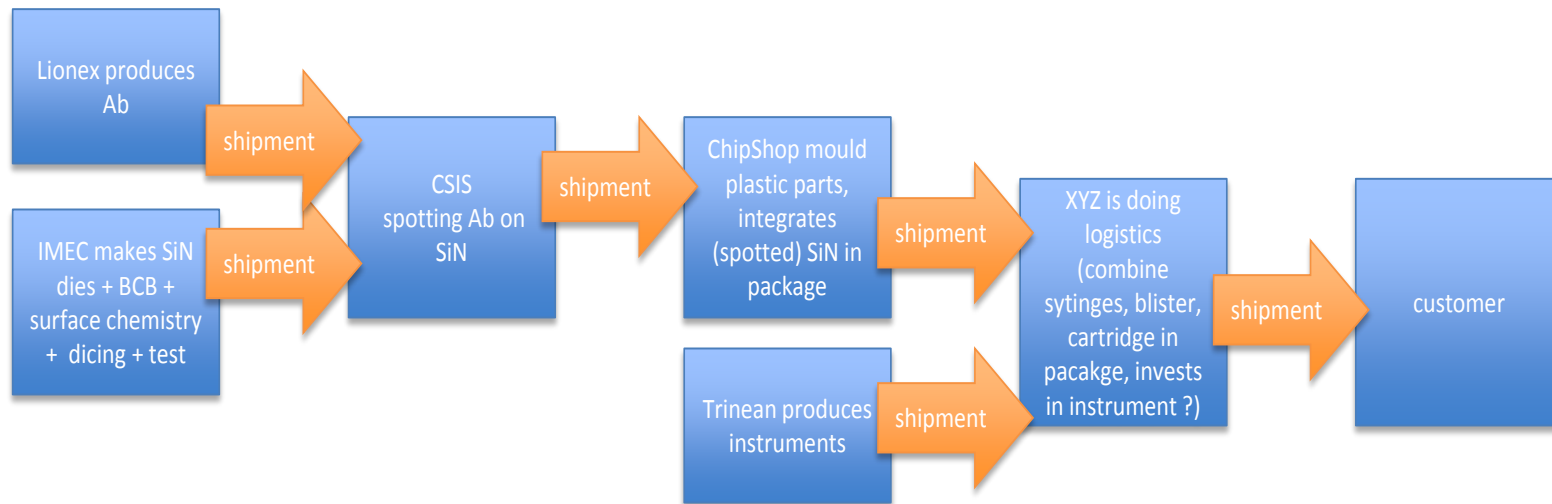 Lionex produces
Ab
shipment
IMEC makes SiN
dies + BCB +
surface chemistry
+ dicing + test
shipment
CSIS
spotting Ab on
SiN
shipment
ChipShop mould
plastic parts,
integrates
(spotted) SiN in
package
shipment
Trinean produces
instruments
shipment
XYZ is doing
logistics
(combine
sytinges, blister,
cartridge in
pacakge, invests
in instrument ?)
shipment
customer